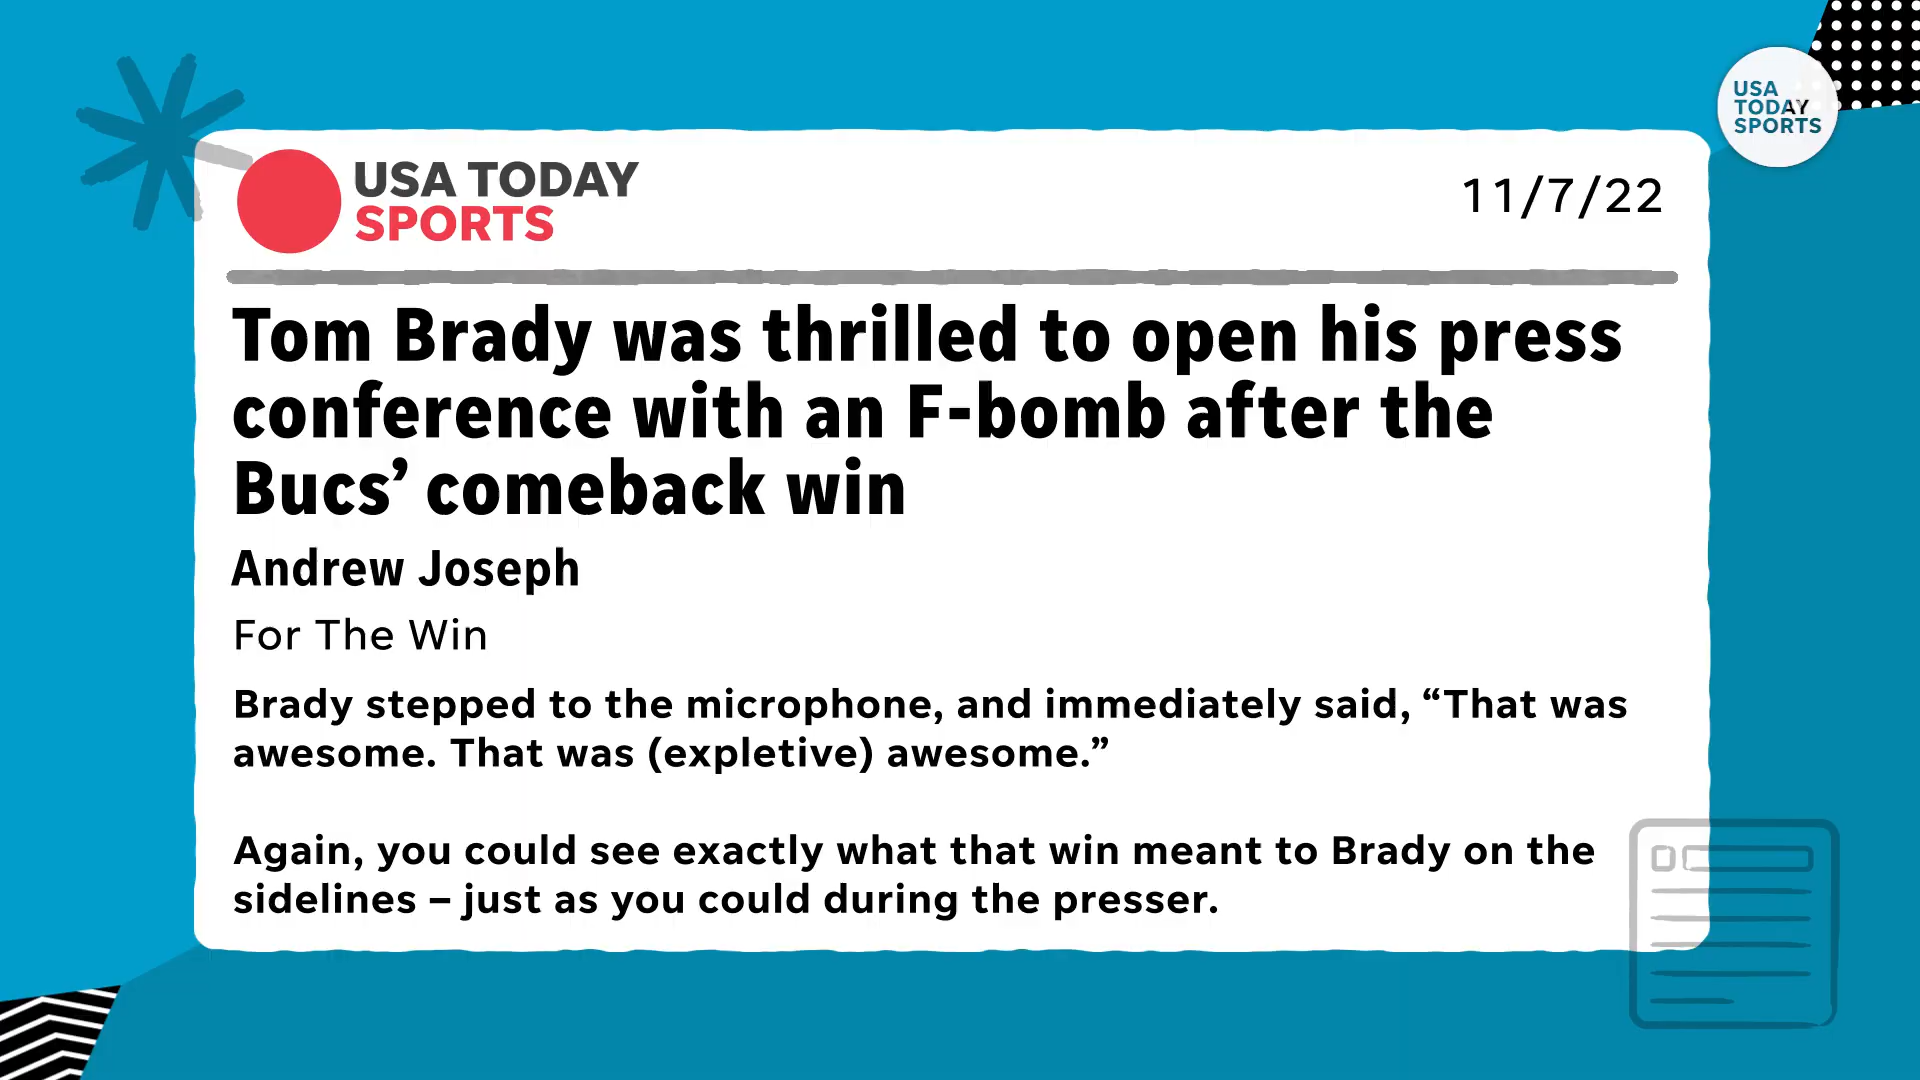 USA
TODAY
SPORTS
USA TODAY
SPORTS
11/7/22
Tom Brady was thrilled to open his press
conference with an F-bomb after the
Bucs’ comeback win
Andrew Joseph
For The Win
Brady stepped to the microphone, and immediately said, “That was
awesome. That was (expletive) awesome.”
Again, you could see exactly what that win meant to Brady on the
sidelines – just as you could during the presser.